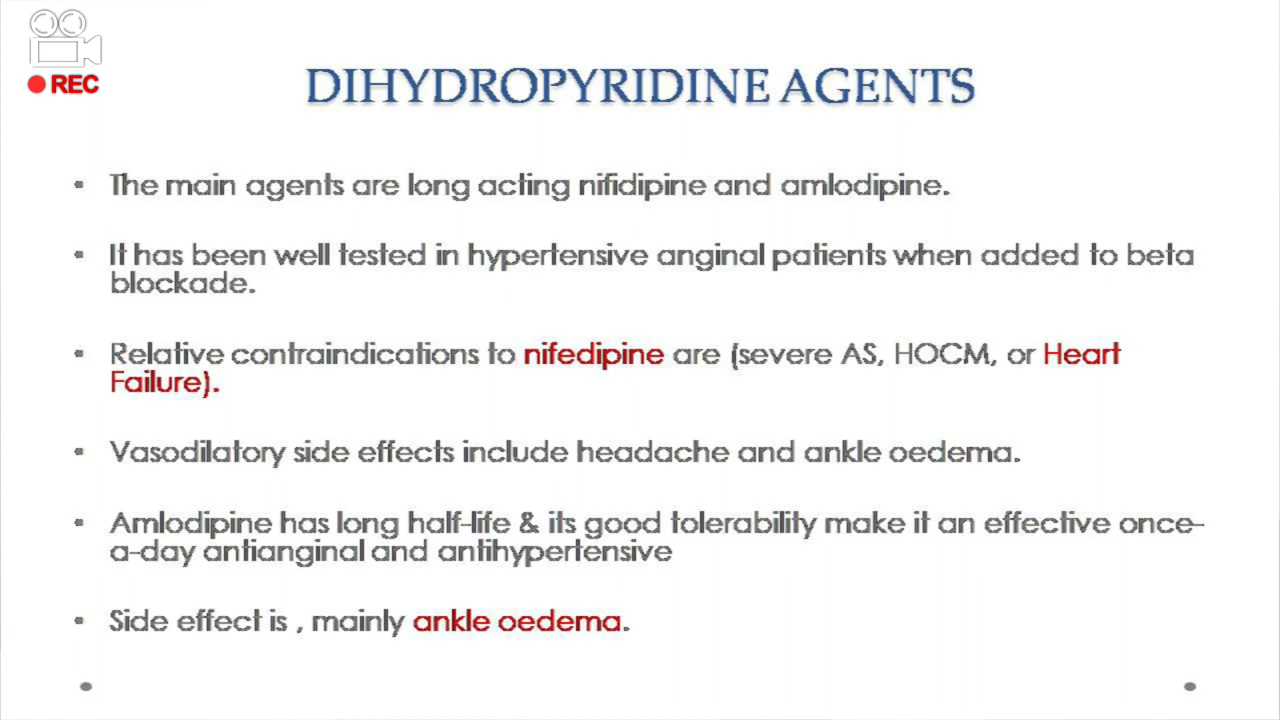 REC
DIHYDROPYRIDINE AGENTS
• The main agents are long acting nifidipine and amlodipine.
• It has been well tested in hypertensive anginal patients when added to beta
blockade.
• Relative contraindications to nifedipine are (severe AS, HOCM, or Heart
Failure).
• Vasodilatory side effects include headache and ankle oedema.
• Amlodipine has long half-life & its good tolerability make it an effective once-
a-day antianginal and antihypertensive
• Side effect is , mainly ankle oedema.